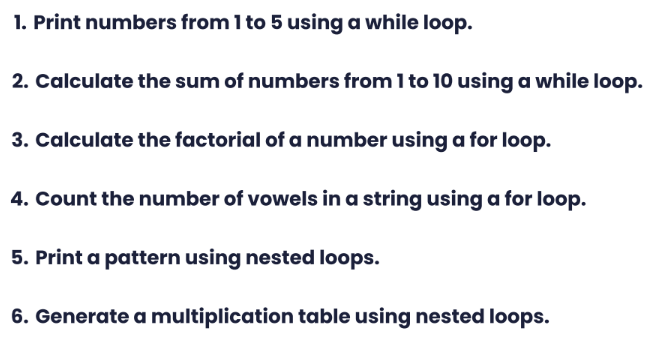 1. Print numbers from 1 to 5 using a while loop.
2. Calculate the sum of numbers from 1 to 10 using a while loop.
3. Calculate the factorial of a number using a for loop.
4. Count the number of vowels in a string using a for loop.
5. Print a pattern using nested loops.
6. Generate a multiplication table using nested loops.